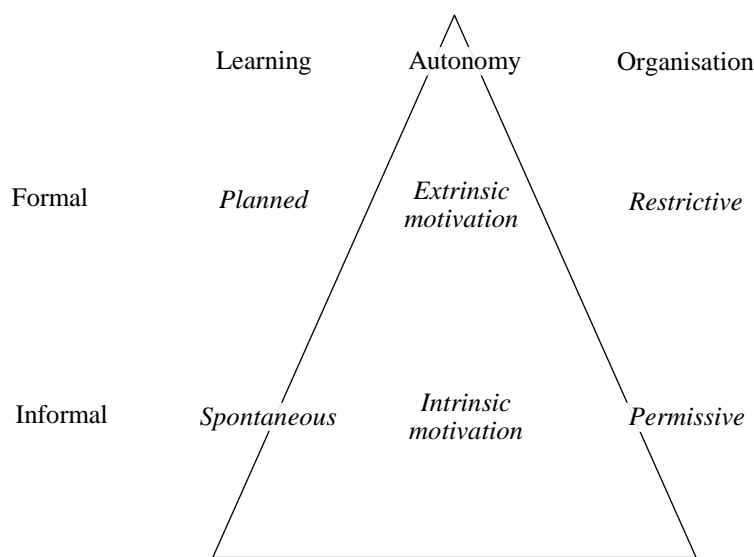 Learning Autonomy Organisation
Formal Planned Extrinsic motivation Restrictive
Informal Spontaneous Intrinsic motivation Permissive